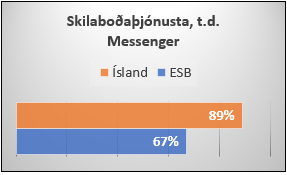 Skilaboðaþjónusta, t.d.
Messenger
Ísland ESB
89%
67%